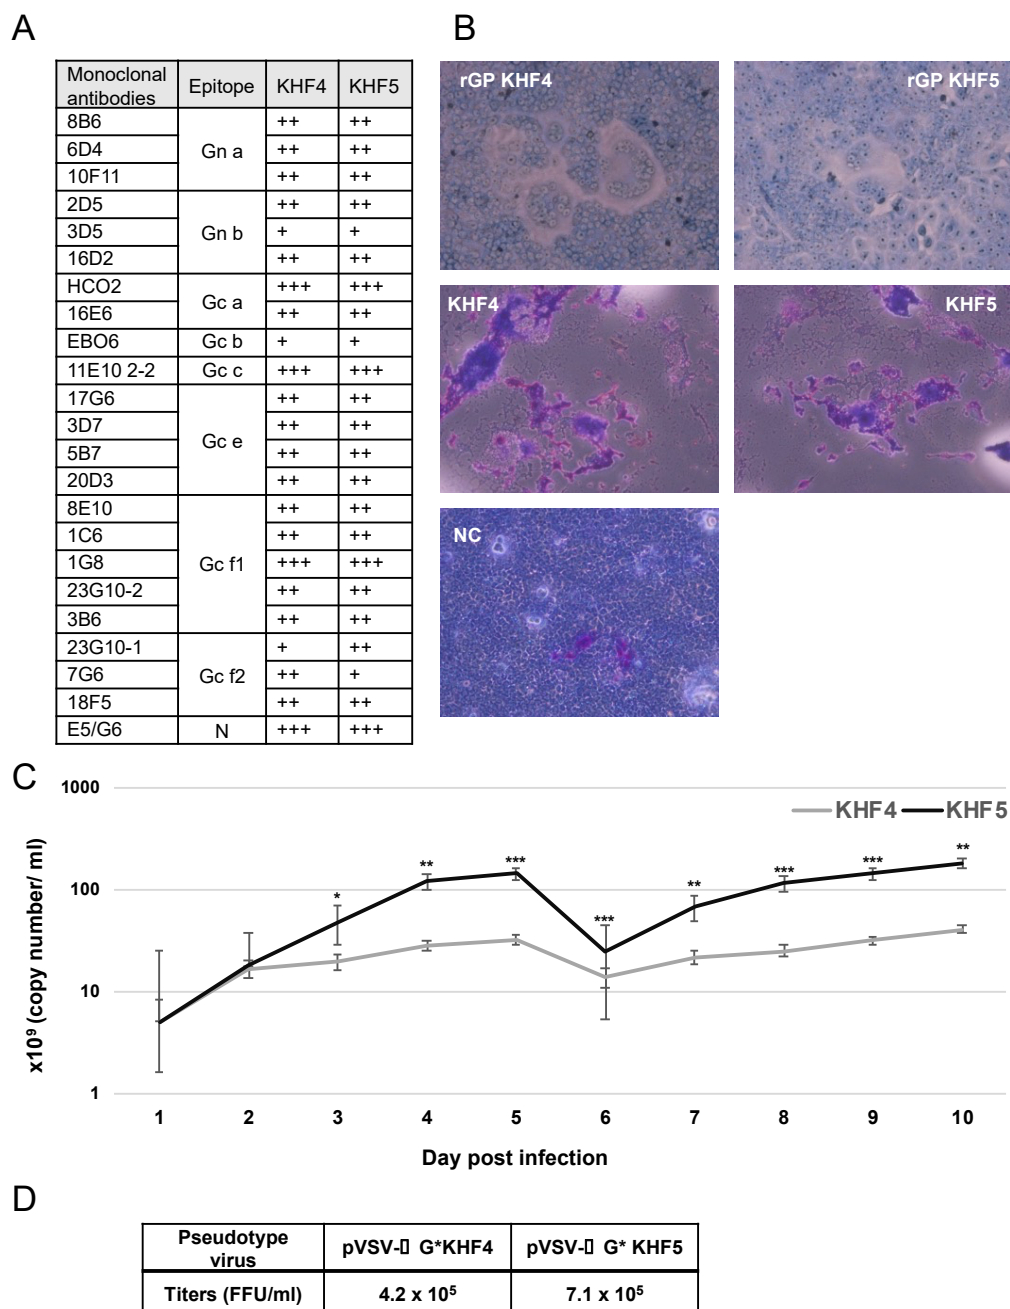 A
Monoclonal antibodies Epitope KHF4 KHF5
8B6 Gn a ++ ++
6D4 ++ ++
10F11 ++ ++
2D5 Gn b ++ ++
3D5 + +
16D2 ++ ++
HCO2 Gc a +++ +++
16E6 ++ ++
EBO6 Gc b + +
11E10 2-2 Gc c +++ +++
17G6 Gc e ++ ++
3D7 ++ ++
5B7 ++ ++
20D3 ++ ++
8E10 Gc f1 ++ ++
1C6 ++ ++
1G8 +++ +++
23G10-2 ++ ++
3B6 ++ ++
23G10-1 Gc f2 + ++
7G6 ++ +
18F5 ++ ++
E5/G6 N +++ +++
B
rGP KHF4
rGP KHF5
KHF4
KHF5
NC
C
x10⁹ (copy number/ ml)
1000
100
10
1
KHF4 KHF5
* ** *** *** ** *** *** **
1 2 3 4 5 6 7 8 9 10
Day post infection
D
Pseudotype virus pVSV-▯ G*KHF4 pVSV-▯ G* KHF5
Titers (FFU/ml) 4.2 x 10⁵ 7.1 x 10⁵